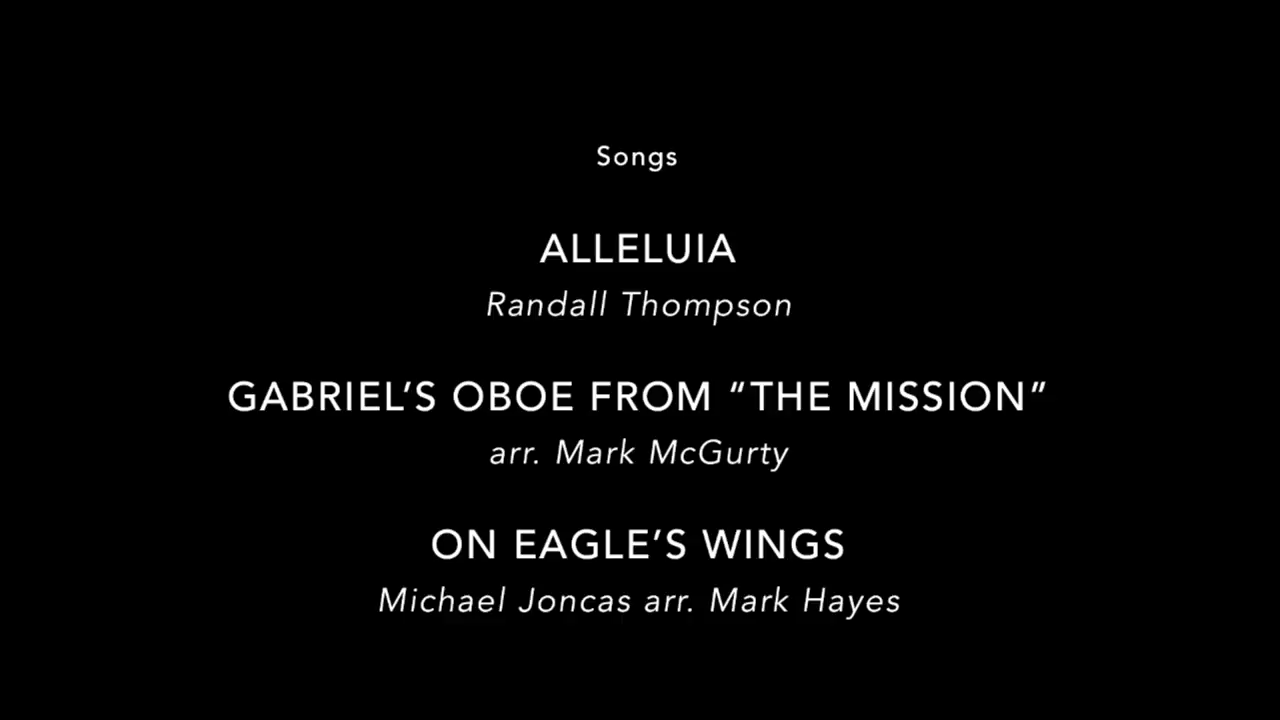 Songs
ALLELUIA
Randall Thompson
GABRIEL’S OBOE FROM “THE MISSION”
arr. Mark McGurty
ON EAGLE’S WINGS
Michael Joncas arr. Mark Hayes